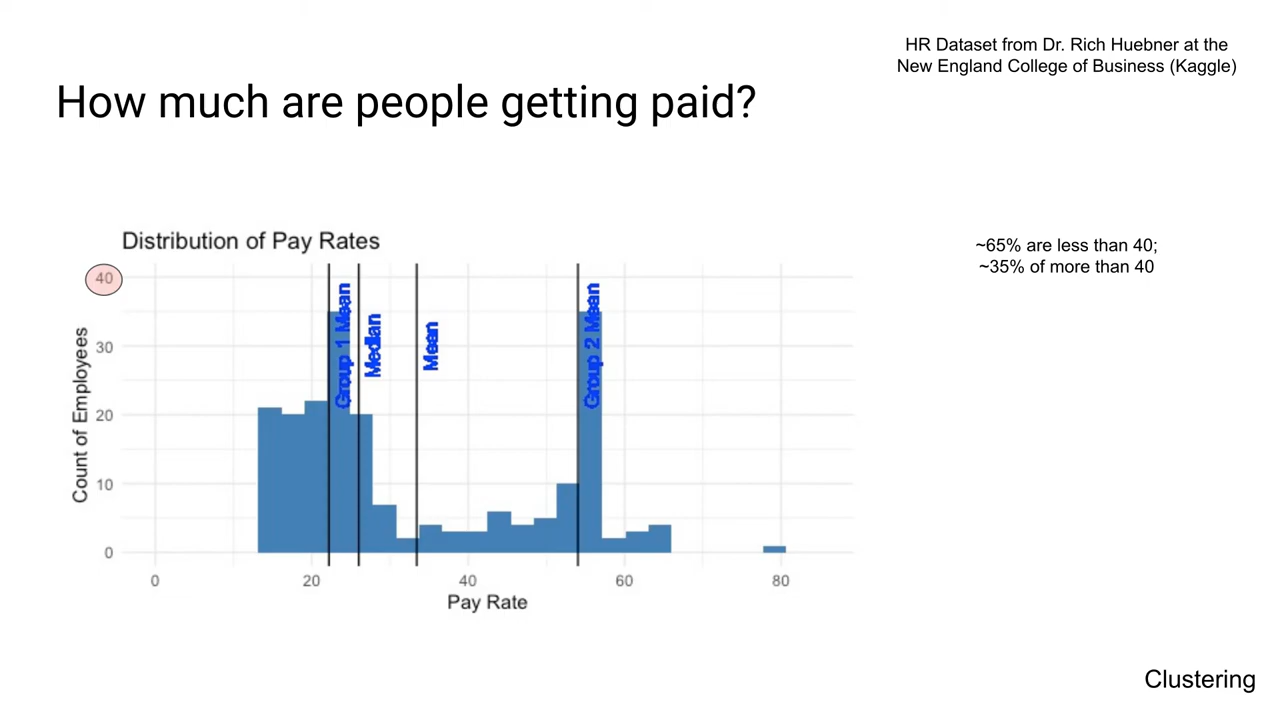 HR Dataset from Dr. Rich Huebner at the
New England College of Business (Kaggle)
How much are people getting paid?
Distribution of Pay Rates
~65% are less than 40;
~35% of more than 40
Count of Employees
40
30
20
10
0
Group 1 Mean
Median
Mean
Group 2 Mean
0
20
40
60
80
Pay Rate
Clustering